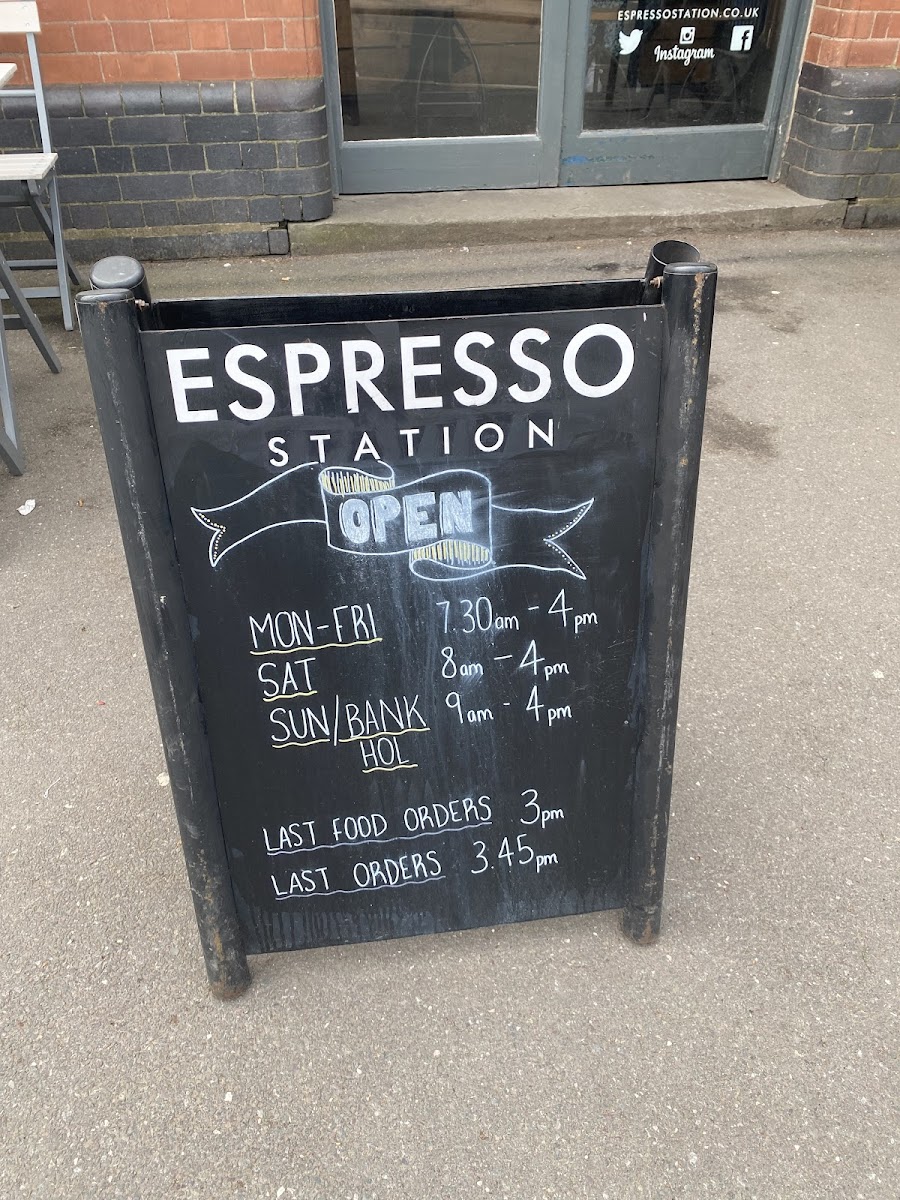 ESPRESSOSTATION.CO.UK
Instagram
ESPRESSO
STATION
OPEN
MON-FRI 7.30am - 4pm
SAT 8am - 4pm
SUN/BANK 9am - 4pm
HOL
LAST FOOD ORDERS 3pm
LAST ORDERS 3.45pm